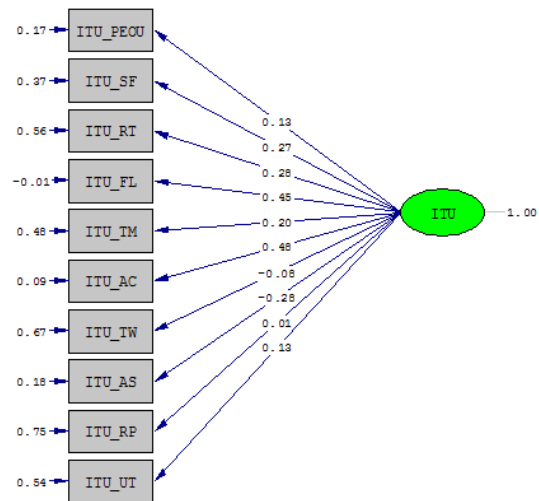 0.17 ITU_PEOU
0.37 ITU_SF
0.56 ITU_RT
-0.01 ITU_FL
0.48 ITU_TM
0.09 ITU_AC
0.67 ITU_TW
0.18 ITU_AS
0.75 ITU_RP
0.54 ITU_UT
0.13
0.27
0.28
0.45
0.20
0.48
-0.08
-0.28
0.01
0.13
ITU 1.00